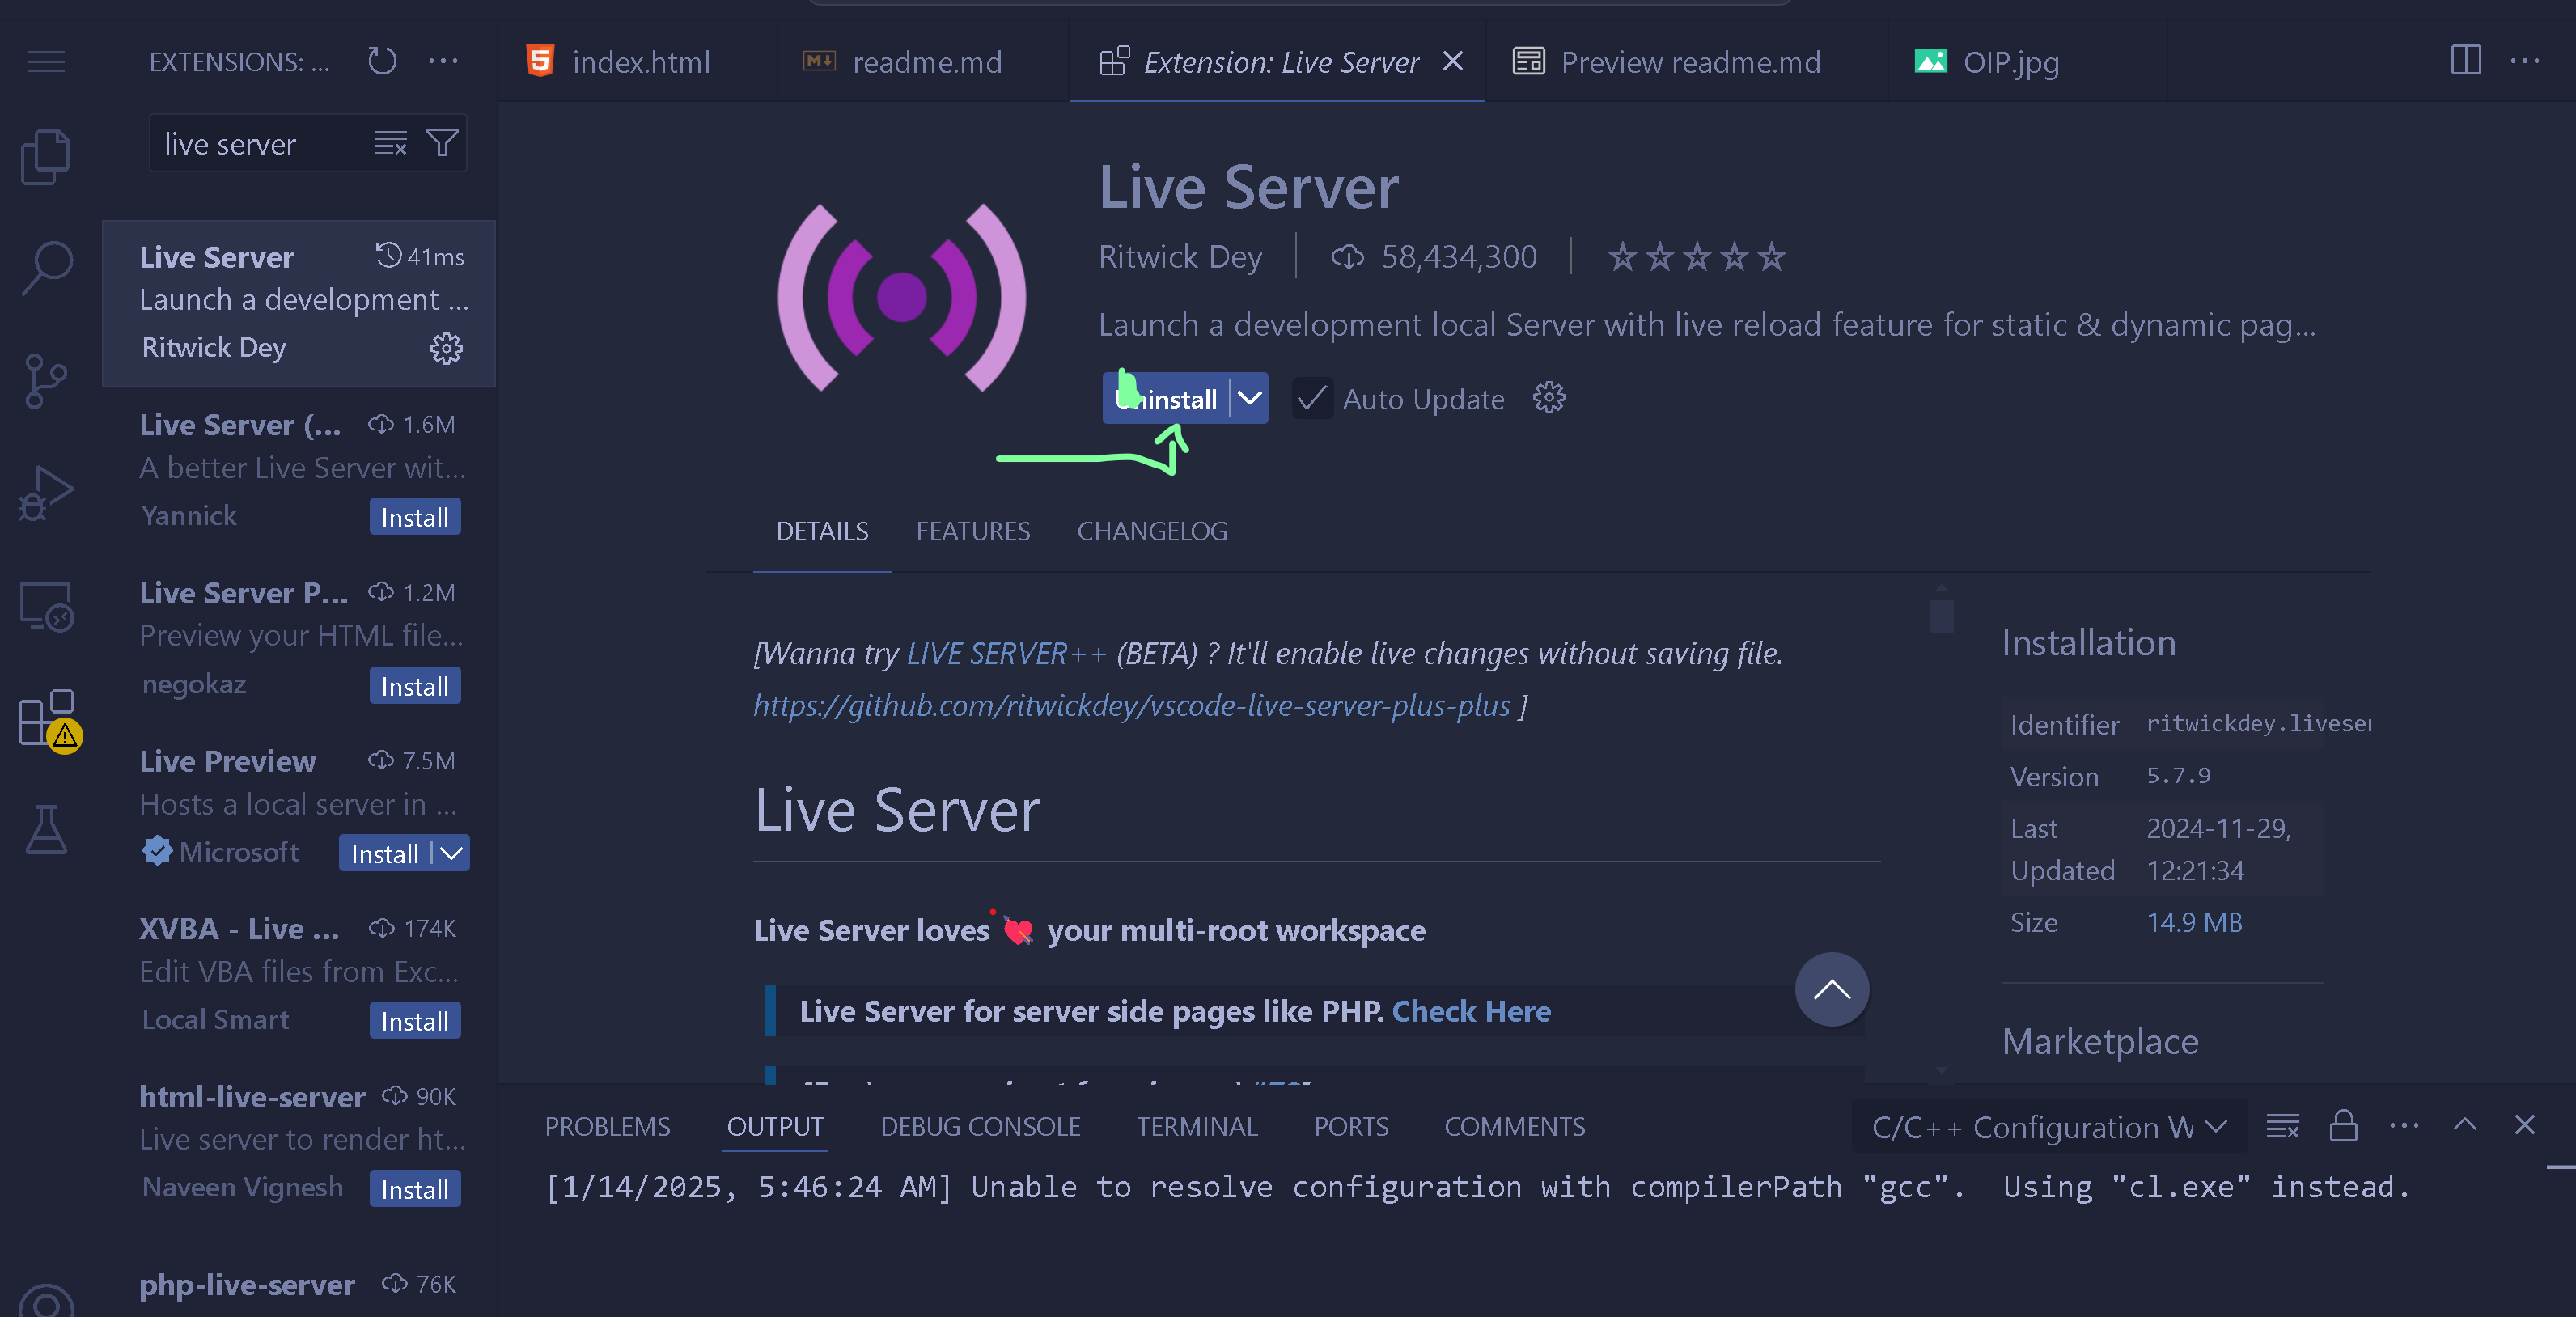 EXTENSIONS: ...
index.html
readme.md
Extension: Live Server
Preview readme.md
OIP.jpg
live server
Live Server 41ms
Launch a development ...
Ritwick Dey
Live Server (... 1.6M
A better Live Server wit...
Yannick Install
Live Server P... 1.2M
Preview your HTML file...
negokaz Install
Live Preview 7.5M
Hosts a local server in ...
Microsoft Install
XVBA - Live ... 174K
Edit VBA files from Exc...
Local Smart Install
html-live-server 90K
Live server to render ht...
Naveen Vignesh Install
php-live-server 76K
Live Server
Ritwick Dey 58,434,300
Launch a development local Server with live reload feature for static & dynamic pag...
Uninstall Auto Update
DETAILS FEATURES CHANGELOG
[Wanna try LIVE SERVER++ (BETA) ? It'll enable live changes without saving file.
https://github.com/ritwickdey/vscode-live-server-plus-plus ]
Live Server
Live Server loves 💘 your multi-root workspace
Live Server for server side pages like PHP. Check Here
Installation
Identifier ritwickdey.liveser
Version 5.7.9
Last 2024-11-29,
Updated 12:21:34
Size 14.9 MB
Marketplace
PROBLEMS OUTPUT DEBUG CONSOLE TERMINAL PORTS COMMENTS
C/C++ Configuration W
[1/14/2025, 5:46:24 AM] Unable to resolve configuration with compilerPath "gcc".  Using "cl.exe" instead.